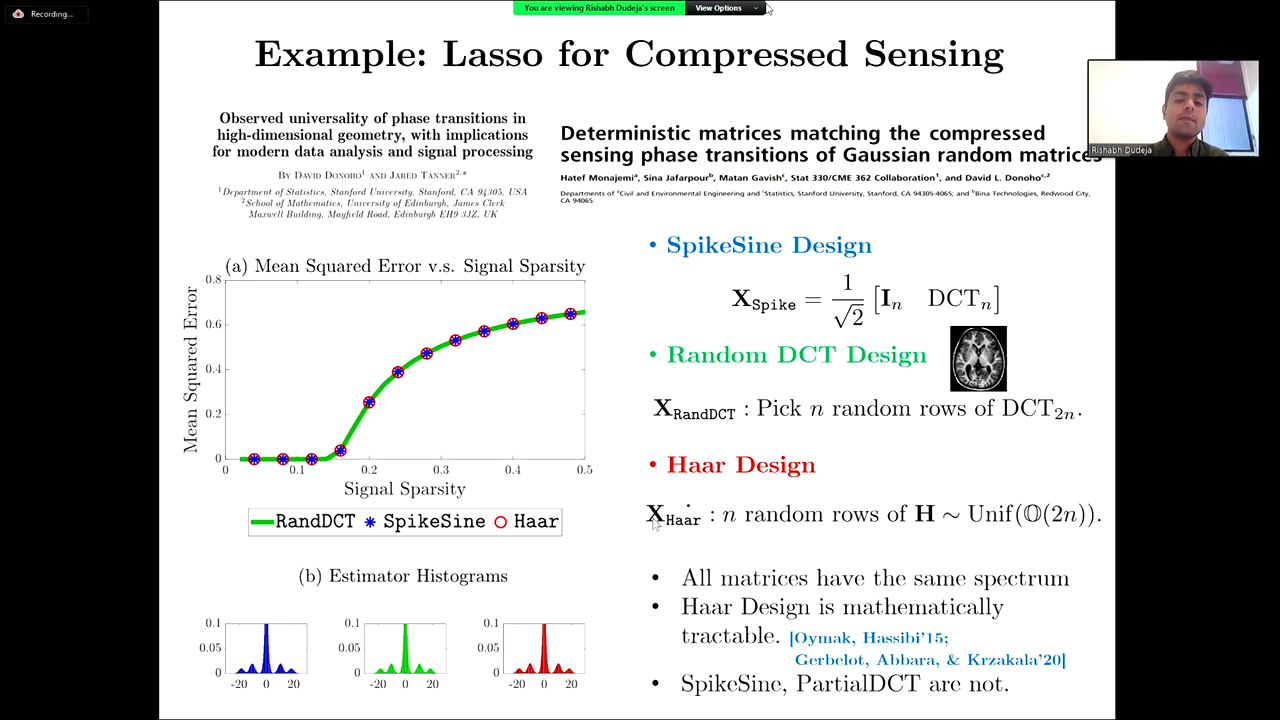 Recording...
You are viewing Rishabh Dudeja's screen
View Options
Example: Lasso for Compressed Sensing
Rishabh Dudeja
Observed universality of phase transitions in
high-dimensional geometry, with implications
for modern data analysis and signal processing
By David Donoho¹ and Jared Tanner²,*
¹Department of Statistics, Stanford University, Stanford, CA 94305, USA
²School of Mathematics, University of Edinburgh, James Clerk
Maxwell Building, Mayfield Road, Edinburgh EH9 3JZ, UK
Deterministic matrices matching the compressed
sensing phase transitions of Gaussian random matrices
Hatef Monajemiᵃ, Sina Jafarpourᵇ, Matan Gavishᶜ, Stat 330/CME 362 Collaboration¹, and David L. Donohoᶜ,²
Departments of ᵃCivil and Environmental Engineering and ᶜStatistics, Stanford University, Stanford, CA 94305-4065; and ᵇBina Technologies, Redwood City,
CA 94065
(a) Mean Squared Error v.s. Signal Sparsity
Mean Squared Error
0.8
0.6
0.4
0.2
0
0 0.1 0.2 0.3 0.4 0.5
Signal Sparsity
RandDCT SpikeSine Haar
(b) Estimator Histograms
0.1 0.1 0.1
0.05 0.05 0.05
0 0 0
-20 0 20 -20 0 20 -20 0 20
• SpikeSine Design
X_Spike = 1/√2 [I_n DCT_n]
• Random DCT Design
X_RandDCT : Pick n random rows of DCT_2n.
• Haar Design
X_Haar : n random rows of H ~ Unif(𝕆(2n)).
• All matrices have the same spectrum
• Haar Design is mathematically
tractable. [Oymak, Hassibi'15;
Gerbelot, Abbara, & Krzakala'20]
• SpikeSine, PartialDCT are not.